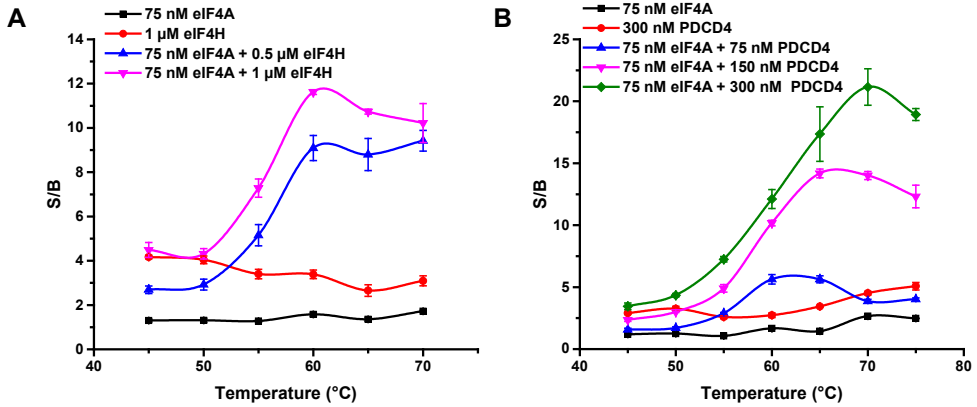 A
75 nM eIF4A
1 µM eIF4H
75 nM eIF4A + 0.5 µM eIF4H
75 nM eIF4A + 1 µM eIF4H
14
12
10
8
6
4
2
0
S/B
40
50
60
70
Temperature (°C)
B
75 nM eIF4A
300 nM PDCD4
75 nM eIF4A + 75 nM PDCD4
75 nM eIF4A + 150 nM PDCD4
75 nM eIF4A + 300 nM PDCD4
25
20
15
10
5
0
S/B
40
50
60
70
80
Temperature (°C)